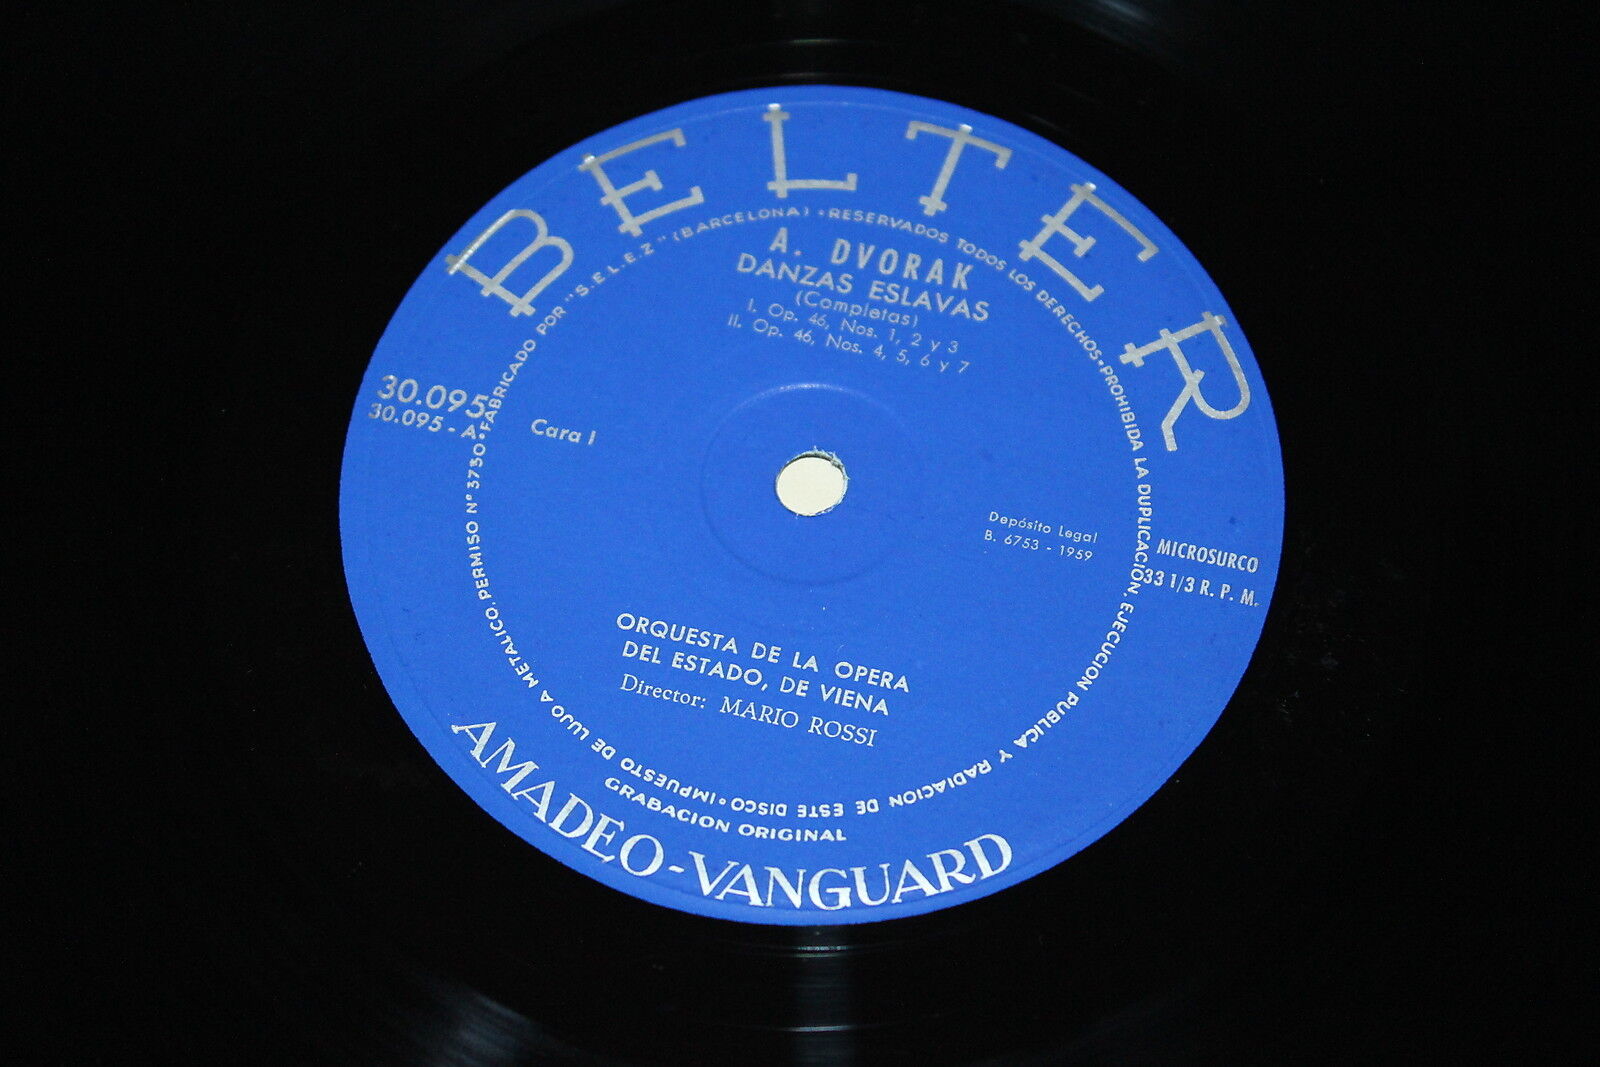 BELTER
FABRICADO POR "S.E.L.E.Z" (BARCELONA) • RESERVADOS TODOS LOS DERECHOS • PROHIBIDA LA DUPLICACIÓN, EJECUCION PUBLICA Y RADIACION DE ESTE DISCO • IMPUESTO DE LUJO A METALICO, PERMISO Nº 3730 •
A. DVORAK
DANZAS ESLAVAS
(Completas)
I. Op. 46, Nos. 1, 2 y 3
II. Op. 46, Nos. 4, 5, 6 y 7
30.095
30.095 - A
Cara I
Depósito Legal
B. 6753 - 1959
MICROSURCO
33 1/3 R. P. M.
ORQUESTA DE LA OPERA
DEL ESTADO, DE VIENA
Director: MARIO ROSSI
GRABACION ORIGINAL
AMADEO-VANGUARD